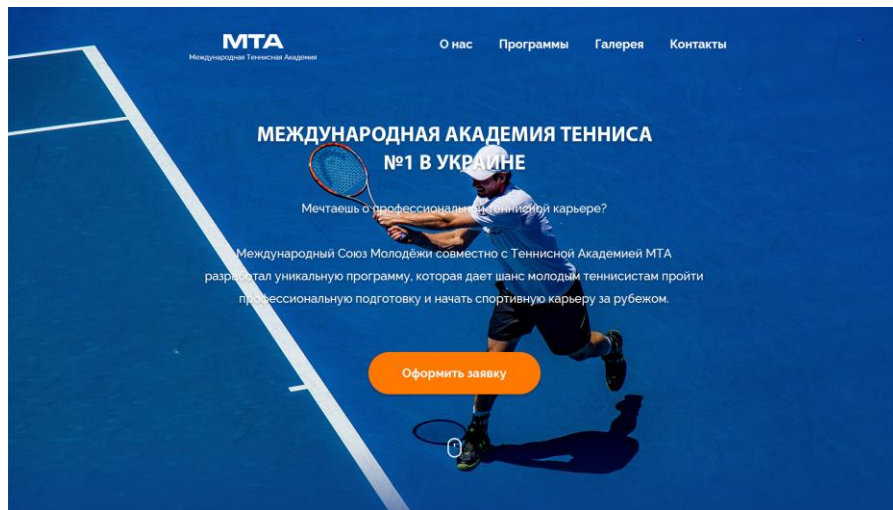 МТА
Международная Теннисная Академия
О нас
Программы
Галерея
Контакты
МЕЖДУНАРОДНАЯ АКАДЕМИЯ ТЕННИСА
№1 В УКРАИНЕ
Мечтаешь о профессиональной теннисной карьере?
Международный Союз Молодёжи совместно с Теннисной Академией МТА
разработал уникальную программу, которая дает шанс молодым теннисистам пройти
профессиональную подготовку и начать спортивную карьеру за рубежом.
Оформить заявку